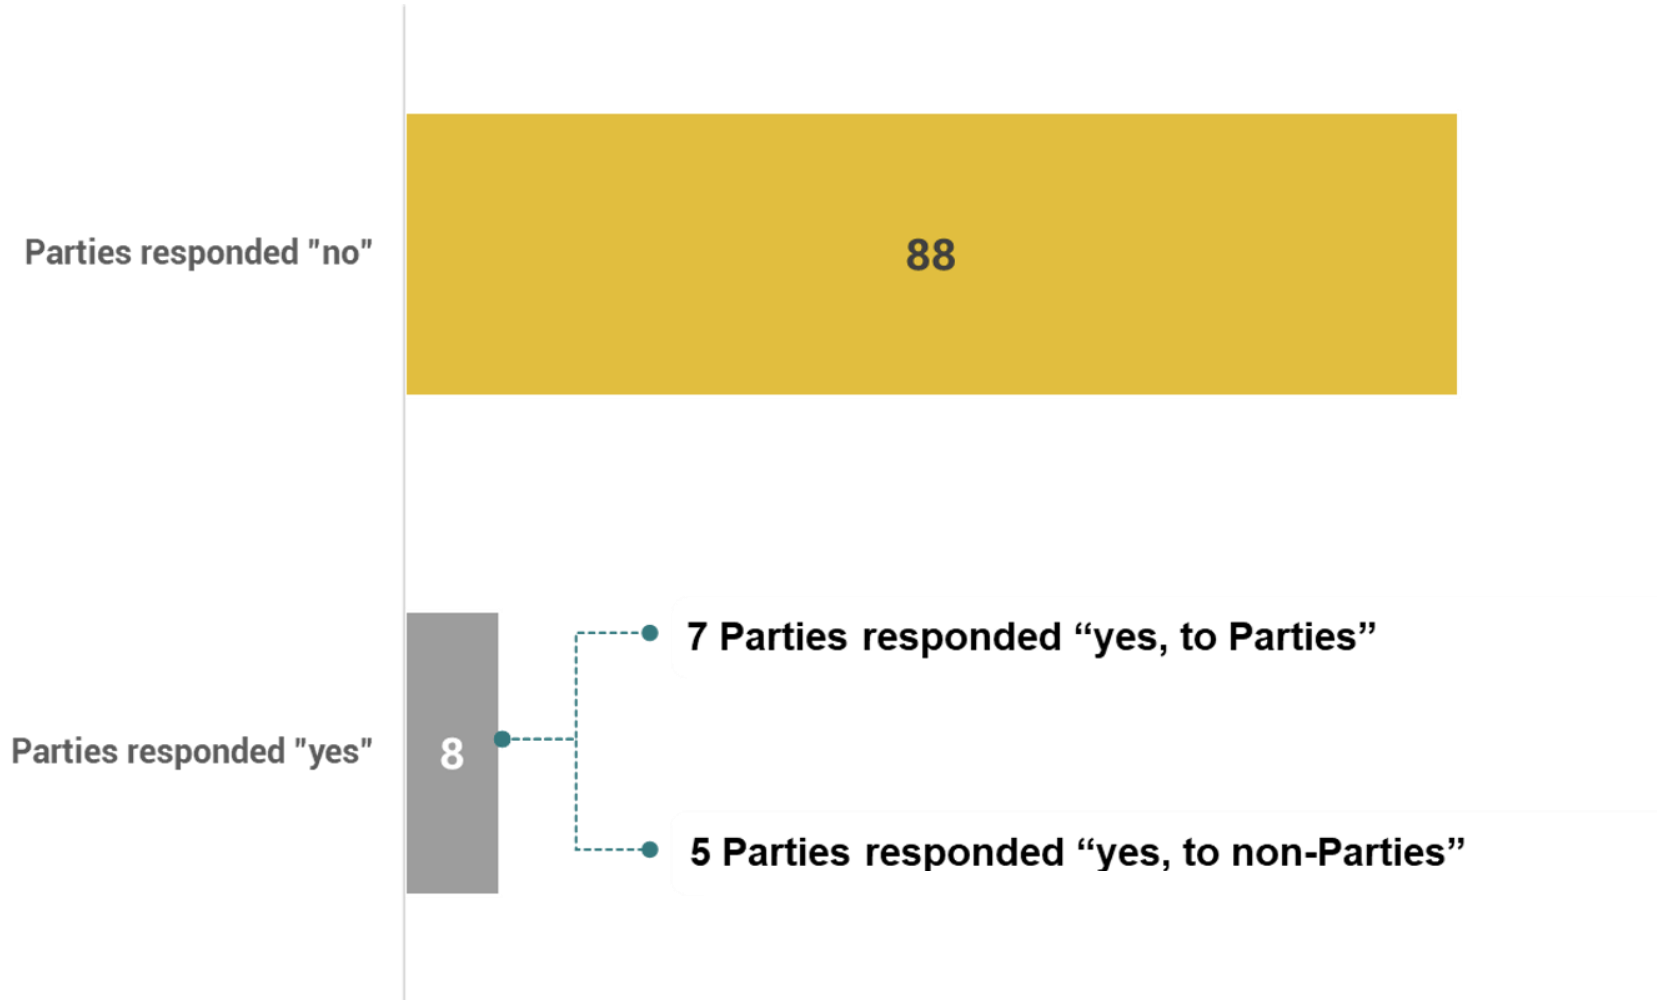 Parties responded "no"
88
7 Parties responded “yes, to Parties”
Parties responded "yes"
8
5 Parties responded “yes, to non-Parties”